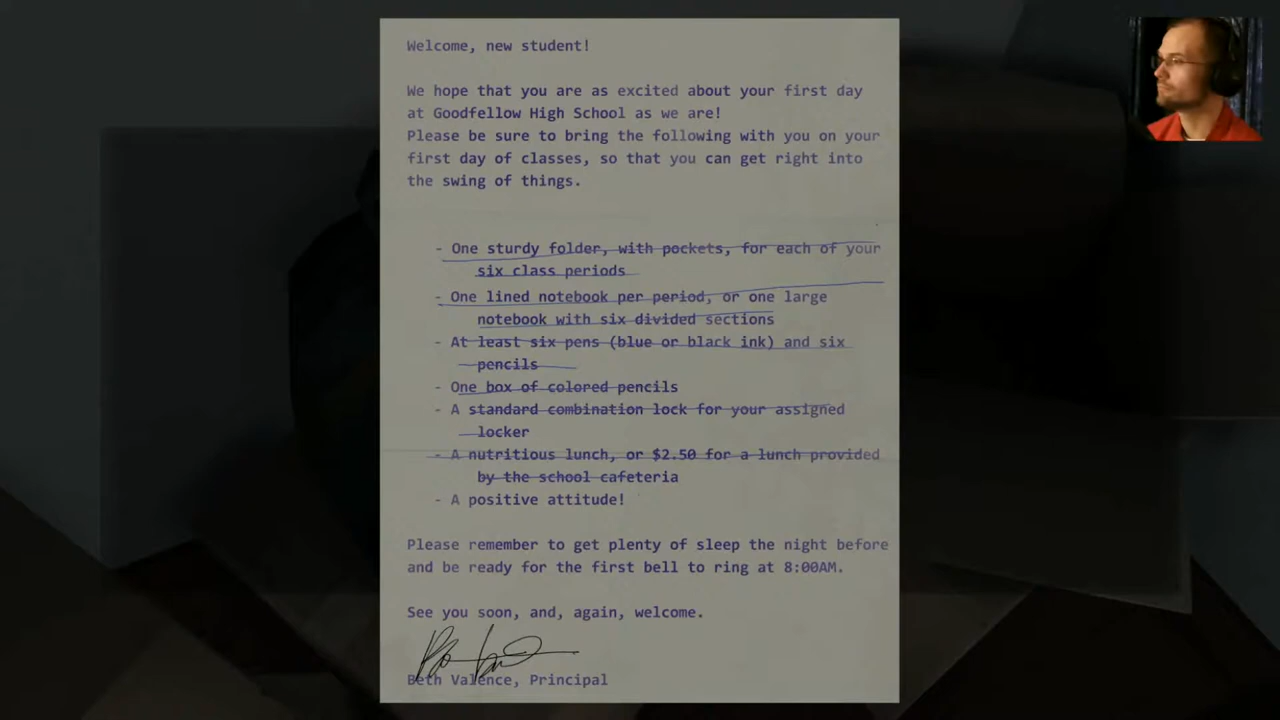 Welcome, new student!
We hope that you are as excited about your first day
at Goodfellow High School as we are!
Please be sure to bring the following with you on your
first day of classes, so that you can get right into
the swing of things.
- One sturdy folder, with pockets, for each of your
six class periods
- One lined notebook per period, or one large
notebook with six divided sections
- At least six pens (blue or black ink) and six
pencils
- One box of colored pencils
- A standard combination lock for your assigned
locker
- A nutritious lunch, or $2.50 for a lunch provided
by the school cafeteria
- A positive attitude!
Please remember to get plenty of sleep the night before
and be ready for the first bell to ring at 8:00AM.
See you soon, and, again, welcome.
Beth Valence, Principal